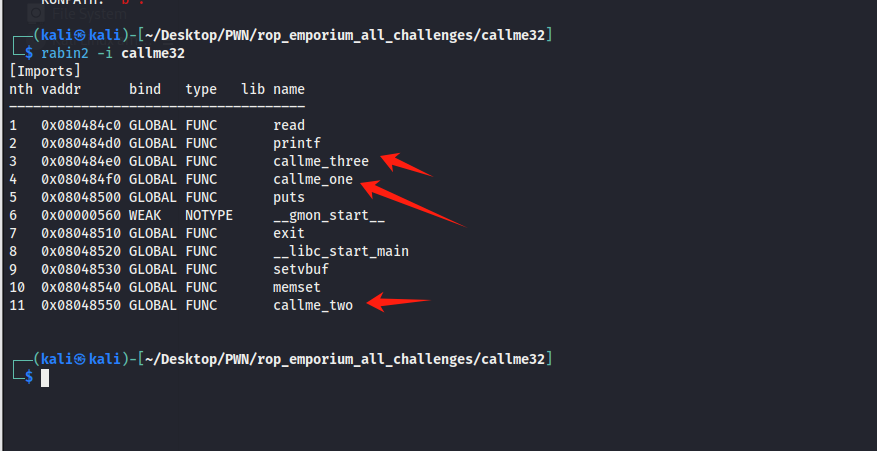 RUNPATH: b'.'
File System
┌──(kali㉿kali)-[~/Desktop/PWN/rop_emporium_all_challenges/callme32]
└─$ rabin2 -i callme32
[Imports]
nth vaddr      bind   type   lib name
―――――――――――――――――――――――――――――――――――――
1   0x080484c0 GLOBAL FUNC       read
2   0x080484d0 GLOBAL FUNC       printf
3   0x080484e0 GLOBAL FUNC       callme_three
4   0x080484f0 GLOBAL FUNC       callme_one
5   0x08048500 GLOBAL FUNC       puts
6   0x00000560 WEAK   NOTYPE     __gmon_start__
7   0x08048510 GLOBAL FUNC       exit
8   0x08048520 GLOBAL FUNC       __libc_start_main
9   0x08048530 GLOBAL FUNC       setvbuf
10  0x08048540 GLOBAL FUNC       memset
11  0x08048550 GLOBAL FUNC       callme_two
┌──(kali㉿kali)-[~/Desktop/PWN/rop_emporium_all_challenges/callme32]
└─$